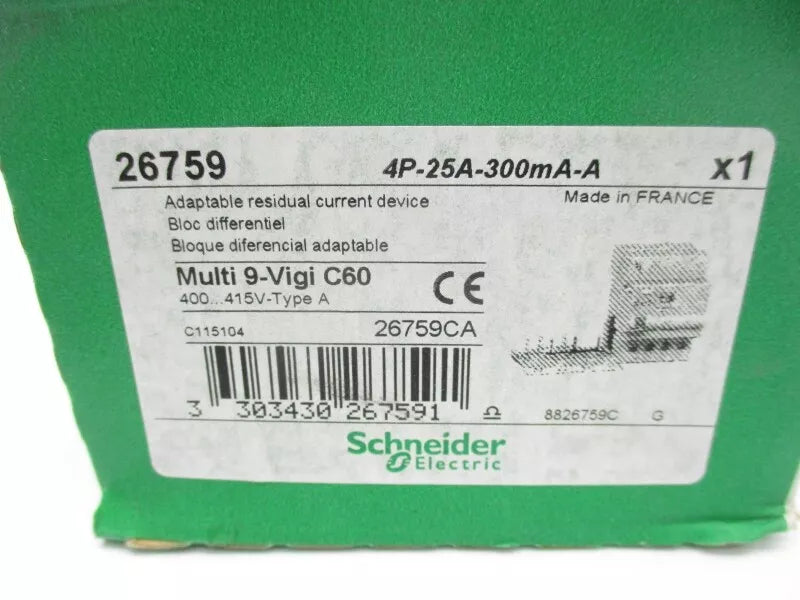 26759 4P-25A-300mA-A x1
Adaptable residual current device Made in FRANCE
Bloc differentiel
Bloque diferencial adaptable
Multi 9-Vigi C60 CE
400...415V-Type A
C115104 26759CA
3 303430 267591
8826759C G
Schneider
Electric